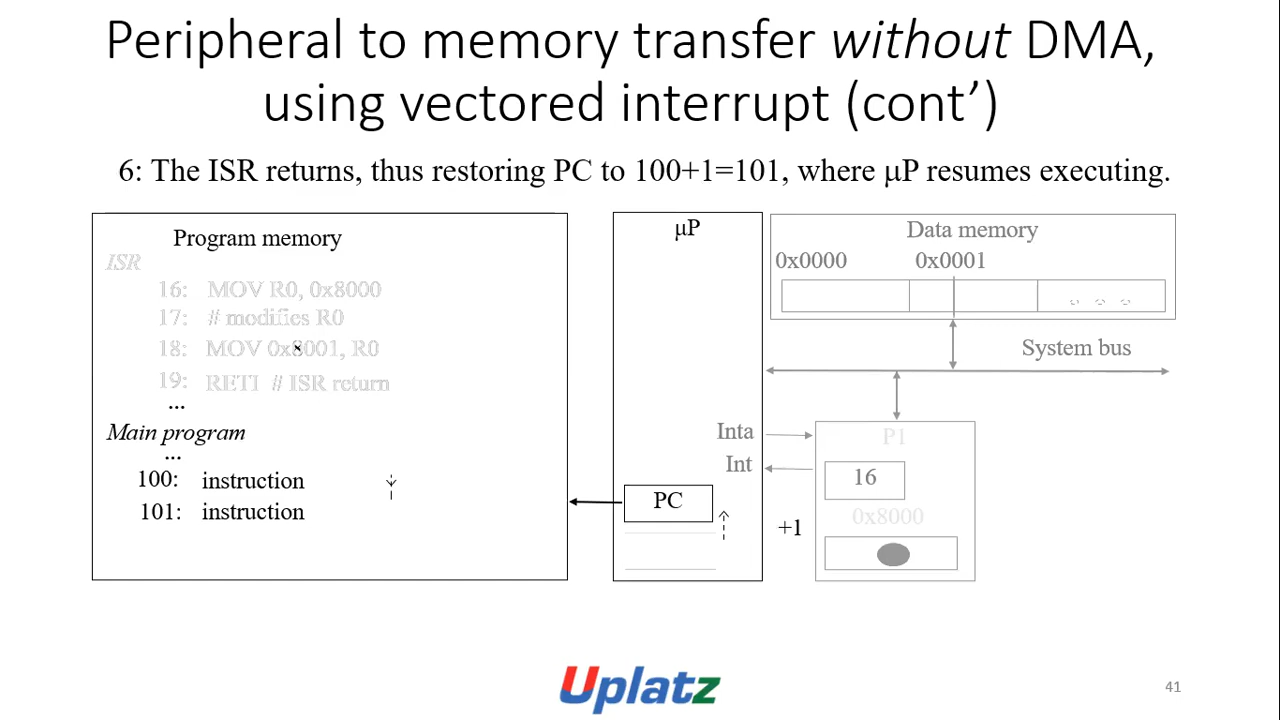 Peripheral to memory transfer without DMA,
using vectored interrupt (cont’)
6: The ISR returns, thus restoring PC to 100+1=101, where μP resumes executing.
Program memory
ISR
16: MOV R0, 0x8000
17: # modifies R0
18: MOV 0x8001, R0
19: RETI # ISR return
...
Main program
...
100: instruction
101: instruction
μP
PC
Data memory
0x0000 0x0001
System bus
Inta
Int
P1
16
0x8000
+1
Uplatz
41